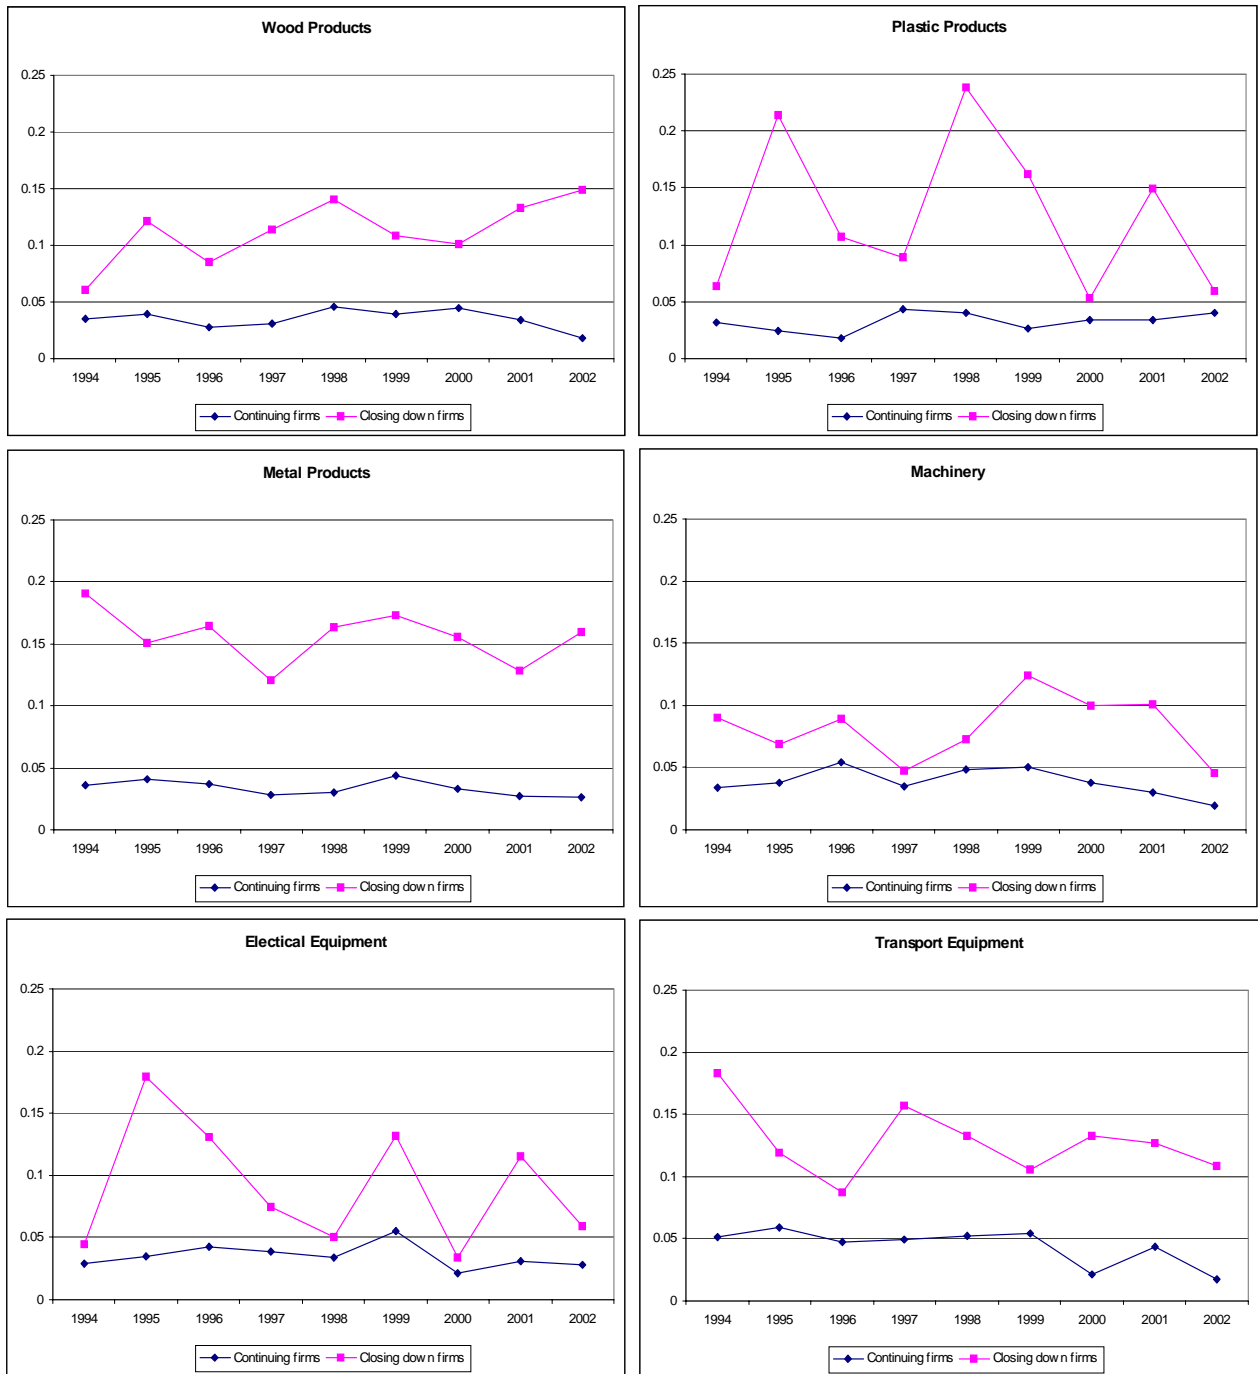 Wood Products
0.25
0.2
0.15
0.1
0.05
0
1994 1995 1996 1997 1998 1999 2000 2001 2002
Continuing firms Closing down firms
Plastic Products
0.25
0.2
0.15
0.1
0.05
0
1994 1995 1996 1997 1998 1999 2000 2001 2002
Continuing firms Closing down firms
Metal Products
0.25
0.2
0.15
0.1
0.05
0
1994 1995 1996 1997 1998 1999 2000 2001 2002
Continuing firms Closing down firms
Machinery
0.25
0.2
0.15
0.1
0.05
0
1994 1995 1996 1997 1998 1999 2000 2001 2002
Continuing firms Closing down firms
Electical Equipment
0.25
0.2
0.15
0.1
0.05
0
1994 1995 1996 1997 1998 1999 2000 2001 2002
Continuing firms Closing down firms
Transport Equipment
0.25
0.2
0.15
0.1
0.05
0
1994 1995 1996 1997 1998 1999 2000 2001 2002
Continuing firms Closing down firms